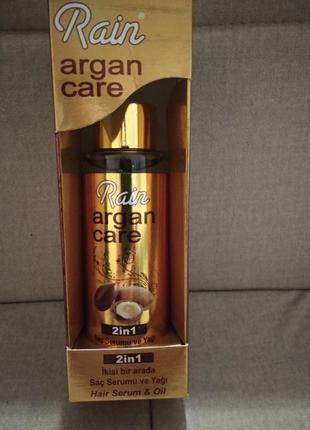 Rain
argan
care
Rain
argan
care
2in1
Saç Serumu ve Yağı
2in1
İkisi bir arada
Saç Serumu ve Yağı
Hair Serum & Oil